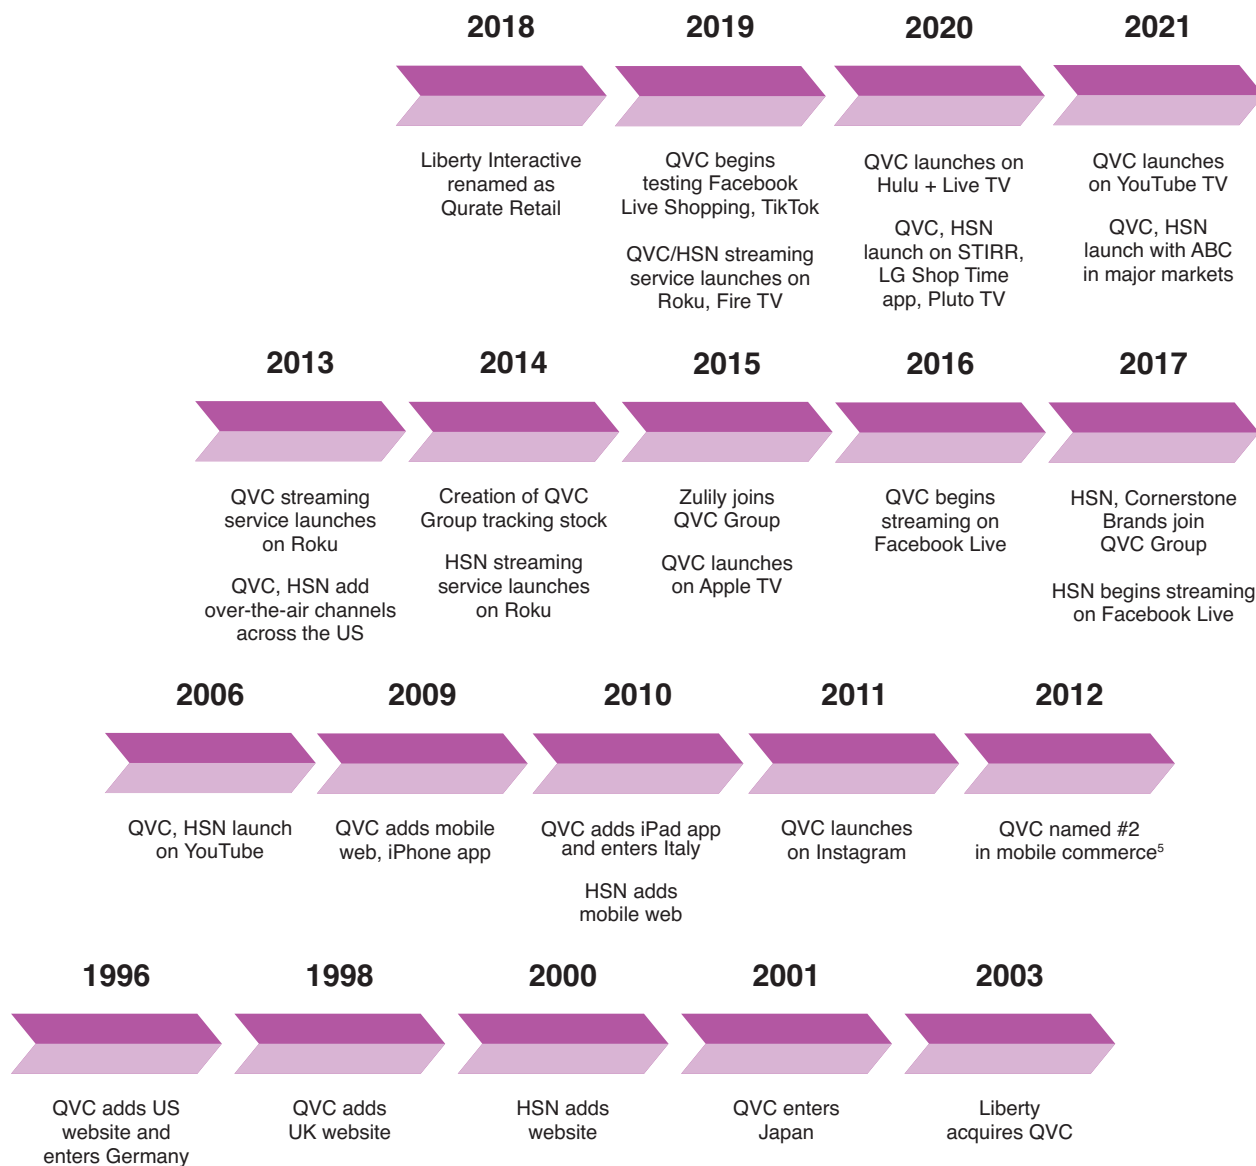 2018
Liberty Interactive
renamed as
Qurate Retail
2019
QVC begins
testing Facebook
Live Shopping, TikTok
QVC/HSN streaming
service launches on
Roku, Fire TV
2020
QVC launches on
Hulu + Live TV
QVC, HSN
launch on STIRR,
LG Shop Time
app, Pluto TV
2021
QVC launches
on YouTube TV
QVC, HSN
launch with ABC
in major markets
2013
QVC streaming
service launches
on Roku
QVC, HSN add
over-the-air channels
across the US
2014
Creation of QVC
Group tracking stock
HSN streaming
service launches
on Roku
2015
Zulily joins
QVC Group
QVC launches
on Apple TV
2016
QVC begins
streaming on
Facebook Live
2017
HSN, Cornerstone
Brands join
QVC Group
HSN begins streaming
on Facebook Live
2006
QVC, HSN launch
on YouTube
2009
QVC adds mobile
web, iPhone app
2010
QVC adds iPad app
and enters Italy
HSN adds
mobile web
2011
QVC launches
on Instagram
2012
QVC named #2
in mobile commerce⁵
1996
QVC adds US
website and
enters Germany
1998
QVC adds
UK website
2000
HSN adds
website
2001
QVC enters
Japan
2003
Liberty
acquires QVC